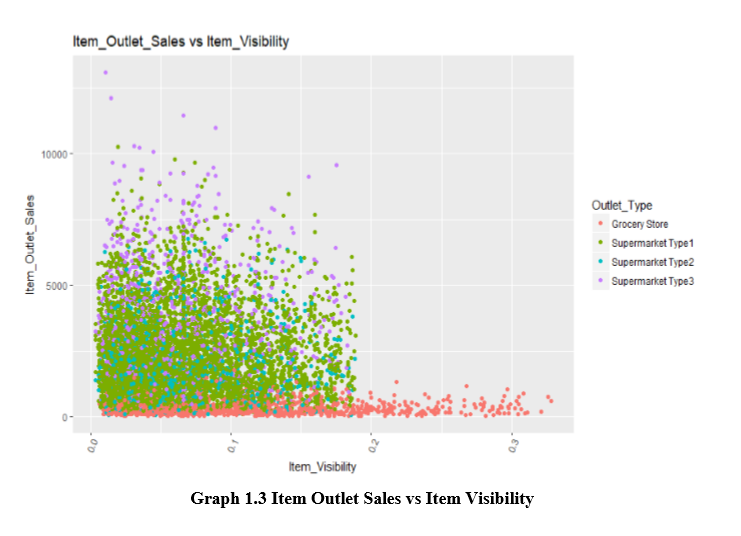 Item_Outlet_Sales vs Item_Visibility
Item_Outlet_Sales
10000
5000
0
0.0
0.1
0.2
0.3
Item_Visibility
Outlet_Type
Grocery Store
Supermarket Type1
Supermarket Type2
Supermarket Type3
Graph 1.3 Item Outlet Sales vs Item Visibility